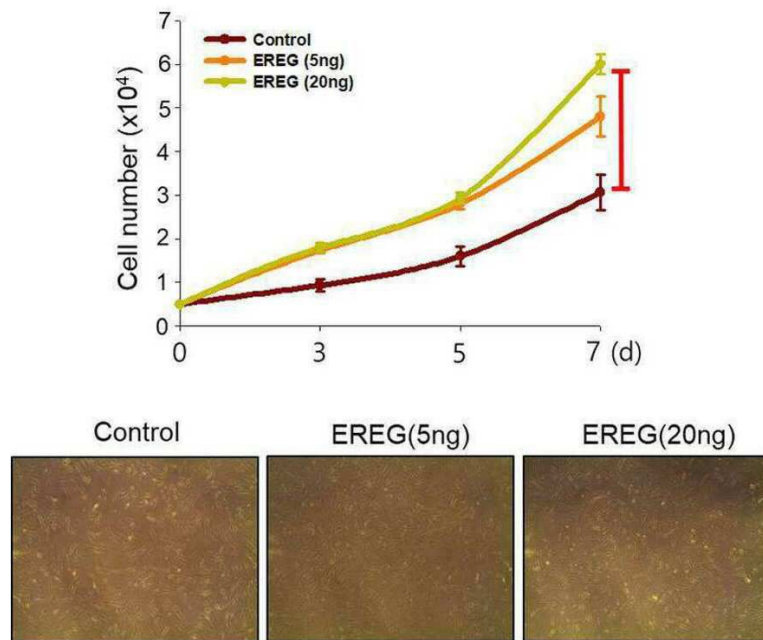 Cell number (x10⁴)
7
6
5
4
3
2
1
0
Control
EREG (5ng)
EREG (20ng)
0 3 5 7 (d)
Control EREG(5ng) EREG(20ng)